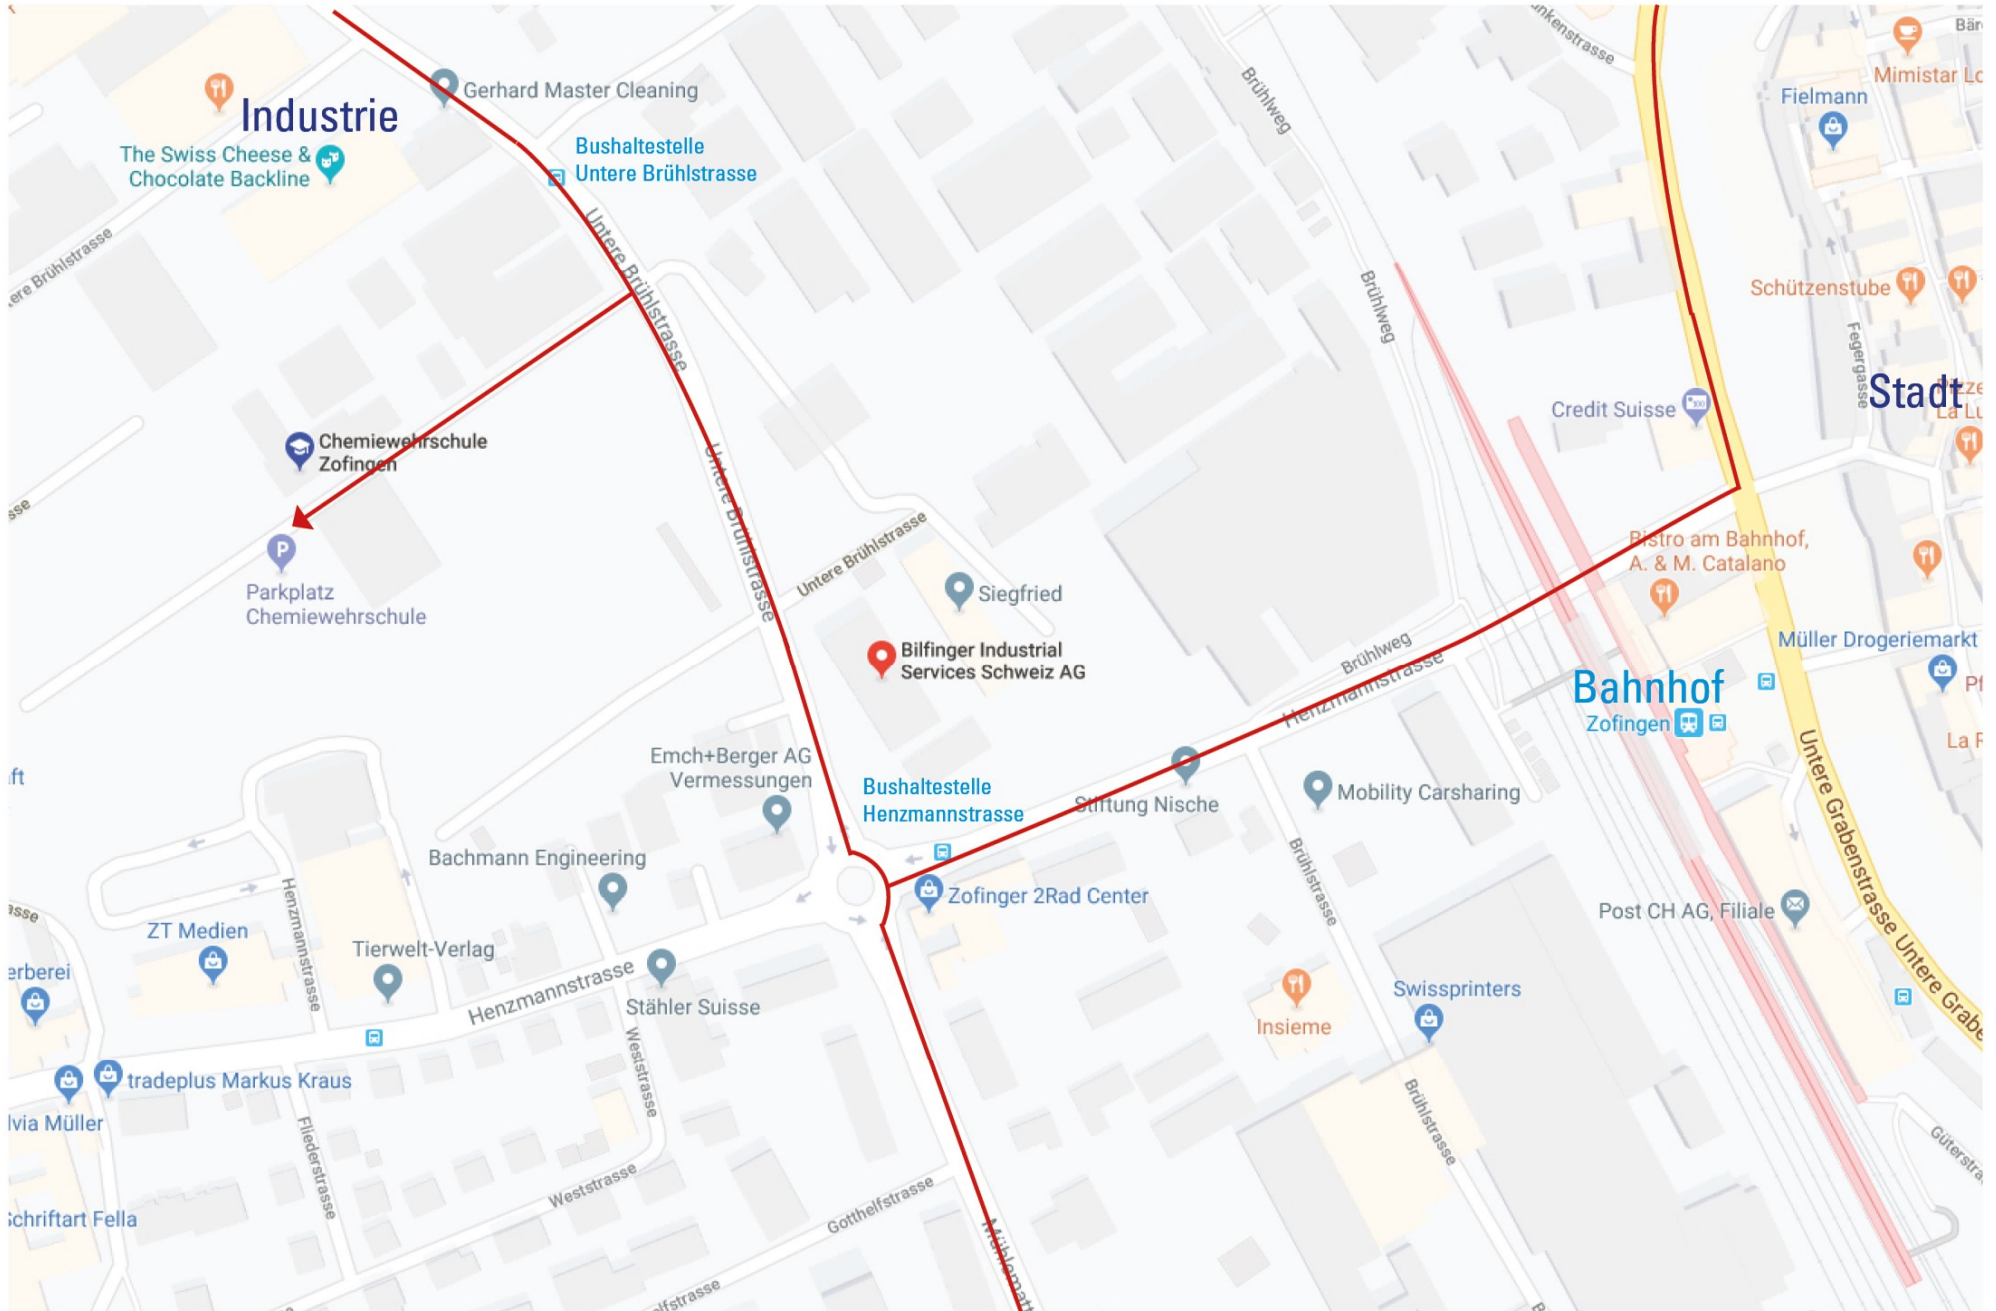 Industrie
Gerhard Master Cleaning
The Swiss Cheese &
Chocolate Backline
Bushaltestelle
Untere Brühlstrasse
Brühlweg
Fielmann
Mimistar
Untere Brühlstrasse
Brühlweg
Schützenstube
Fegergasse
Stadt
Credit Suisse
Chemiewehrschule
Zofingen
Untere Brühlstrasse
P
Parkplatz
Chemiewehrschule
Untere Brühlstrasse
Siegfried
Bistro am Bahnhof,
A. & M. Catalano
Bilfinger Industrial
Services Schweiz AG
Brühlweg
Henzmannstrasse
Müller Drogeriemarkt
Bahnhof
Zofingen
Emch+Berger AG
Vermessungen
Bushaltestelle
Henzmannstrasse
Stiftung Nische
Mobility Carsharing
Untere Grabenstrasse
Bachmann Engineering
Zofinger 2Rad Center
Brühlstrasse
Post CH AG, Filiale
ZT Medien
Henzmannstrasse
Tierwelt-Verlag
Henzmannstrasse
Stähler Suisse
Insieme
Swissprinters
tradeplus Markus Kraus
Müller
Fliederstrasse
Weststrasse
Weststrasse
Gotthelfstrasse
Brühlstrasse
Schriftart Fella